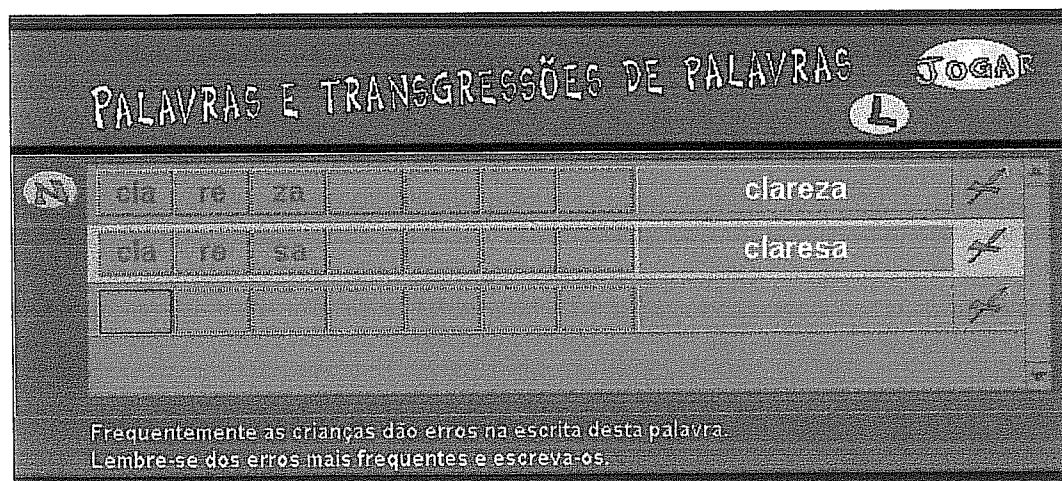 PALAVRAS E TRANSGRESSÕES DE PALAVRAS
JOGAR
L
N cla re za clareza
cla re sa claresa
Frequentemente as crianças dão erros na escrita desta palavra.
Lembre-se dos erros mais frequentes e escreva-os.